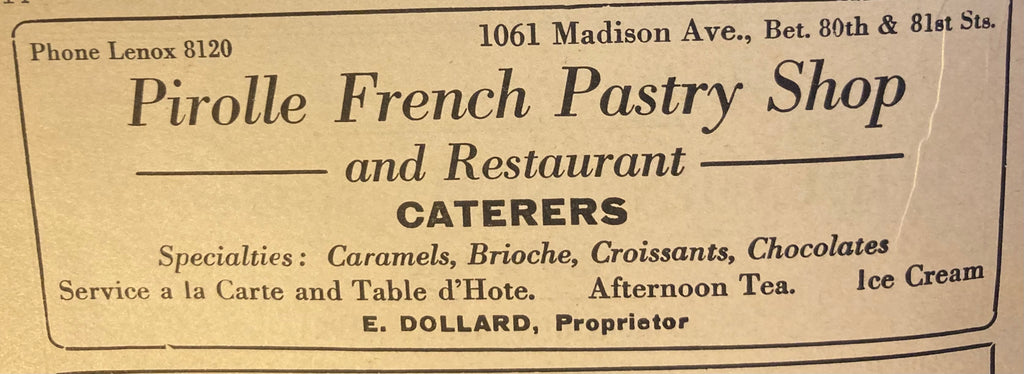 Phone Lenox 8120
1061 Madison Ave., Bet. 80th & 81st Sts.
Pirolle French Pastry Shop
and Restaurant
CATERERS
Specialties: Caramels, Brioche, Croissants, Chocolates
Service a la Carte and Table d'Hote. Afternoon Tea. Ice Cream
E. DOLLARD, Proprietor